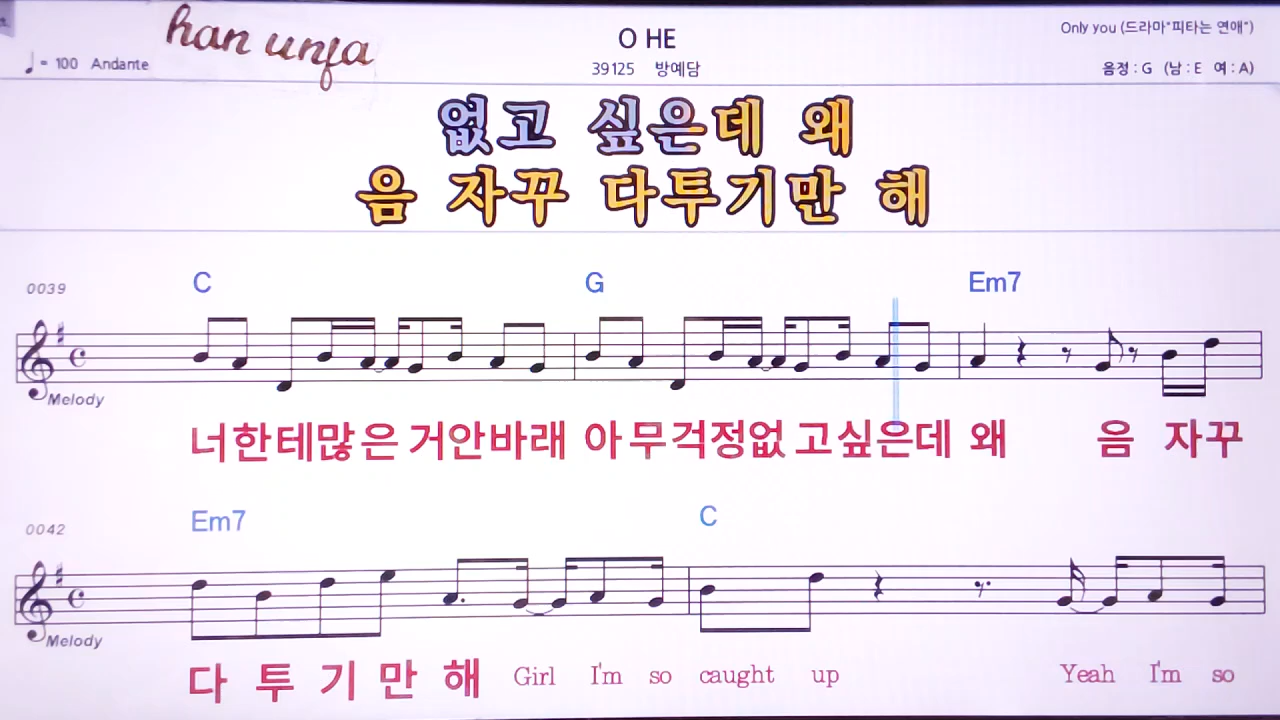 han unfa
O HE
Only you (드라마"피타는 연애")
♩ = 100 Andante
39125 방예담
음정 : G (남 : E 여 : A)
없고 싶은데 왜
음 자꾸 다투기만 해
0039
C G Em7
Melody
너한테많은 거안바래 아무걱정없 고싶은데 왜 음 자꾸
0042
Em7 C
Melody
다 투 기 만 해 Girl I'm so caught up Yeah I'm so